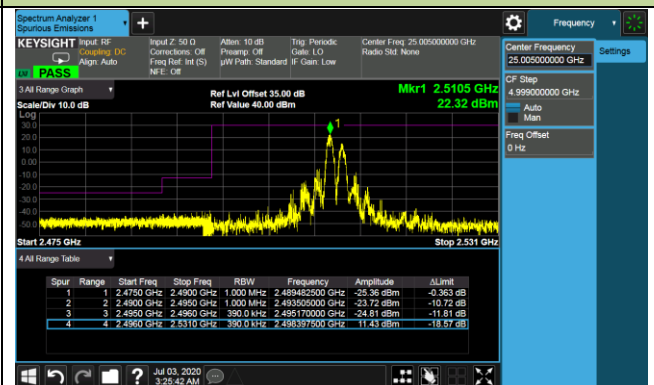 Spectrum Analyzer 1
Spurious Emissions
Frequency
KEYSIGHT
Input: RF
Coupling: DC
Align: Auto
Input Z: 50 Ω
Corrections: Off
Freq Ref: Int (S)
NFE: Off
Atten: 10 dB
Preamp: Off
µW Path: Standard
Trig: Periodic
Gate: LO
IF Gain: Low
Center Freq: 25.005000000 GHz
Radio Std: None
PASS
Center Frequency
25.005000000 GHz
Settings
CF Step
4.999000000 GHz
Auto
Man
Freq Offset
0 Hz
3 All Range Graph
Scale/Div 10.0 dB
Ref Lvl Offset 35.00 dB
Ref Value 40.00 dBm
Mkr1 2.5105 GHz
22.32 dBm
Log
30.0
20.0
10.0
0.00
-10.0
-20.0
-30.0
-40.0
-50.0
1
Start 2.475 GHz
Stop 2.531 GHz
4 All Range Table
Spur Range Start Freq Stop Freq RBW Frequency Amplitude ΔLimit
1 1 2.4750 GHz 2.4900 GHz 1.000 MHz 2.489482500 GHz -25.36 dBm -0.363 dB
2 2 2.4900 GHz 2.4950 GHz 1.000 MHz 2.493505000 GHz -23.72 dBm -10.72 dB
3 3 2.4950 GHz 2.4960 GHz 390.0 kHz 2.495170000 GHz -24.81 dBm -11.81 dB
4 4 2.4960 GHz 2.5310 GHz 390.0 kHz 2.498397500 GHz 11.43 dBm -18.57 dB
Jul 03, 2020
3:25:42 AM